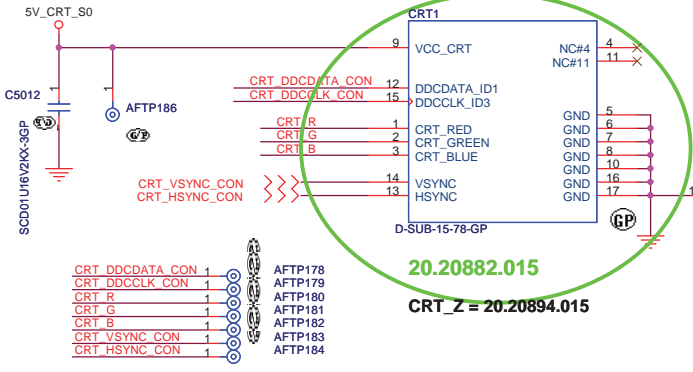 5V_CRT_S0
CRT1
9 VCC_CRT NC#4 4
NC#11 11
C5012 1
1
AFTP186
SCD01U16V2KX-3GP
CRT_DDCDATA_CON 12 DDCDATA_ID1
CRT_DDCCLK_CON 15 DDCCLK_ID3
GND 5
CRT_R 1 CRT_RED GND 6
CRT_G 2 CRT_GREEN GND 7
CRT_B 3 CRT_BLUE GND 8
GND 10
CRT_VSYNC_CON 14 VSYNC GND 16
CRT_HSYNC_CON 13 HSYNC GND 17
1
D-SUB-15-78-GP
GP
20.20882.015
CRT_Z = 20.20894.015
CRT_DDCDATA_CON 1 AFTP178
CRT_DDCCLK_CON 1 AFTP179
CRT_R 1 AFTP180
CRT_G 1 AFTP181
CRT_B 1 AFTP182
CRT_VSYNC_CON 1 AFTP183
CRT_HSYNC_CON 1 AFTP184